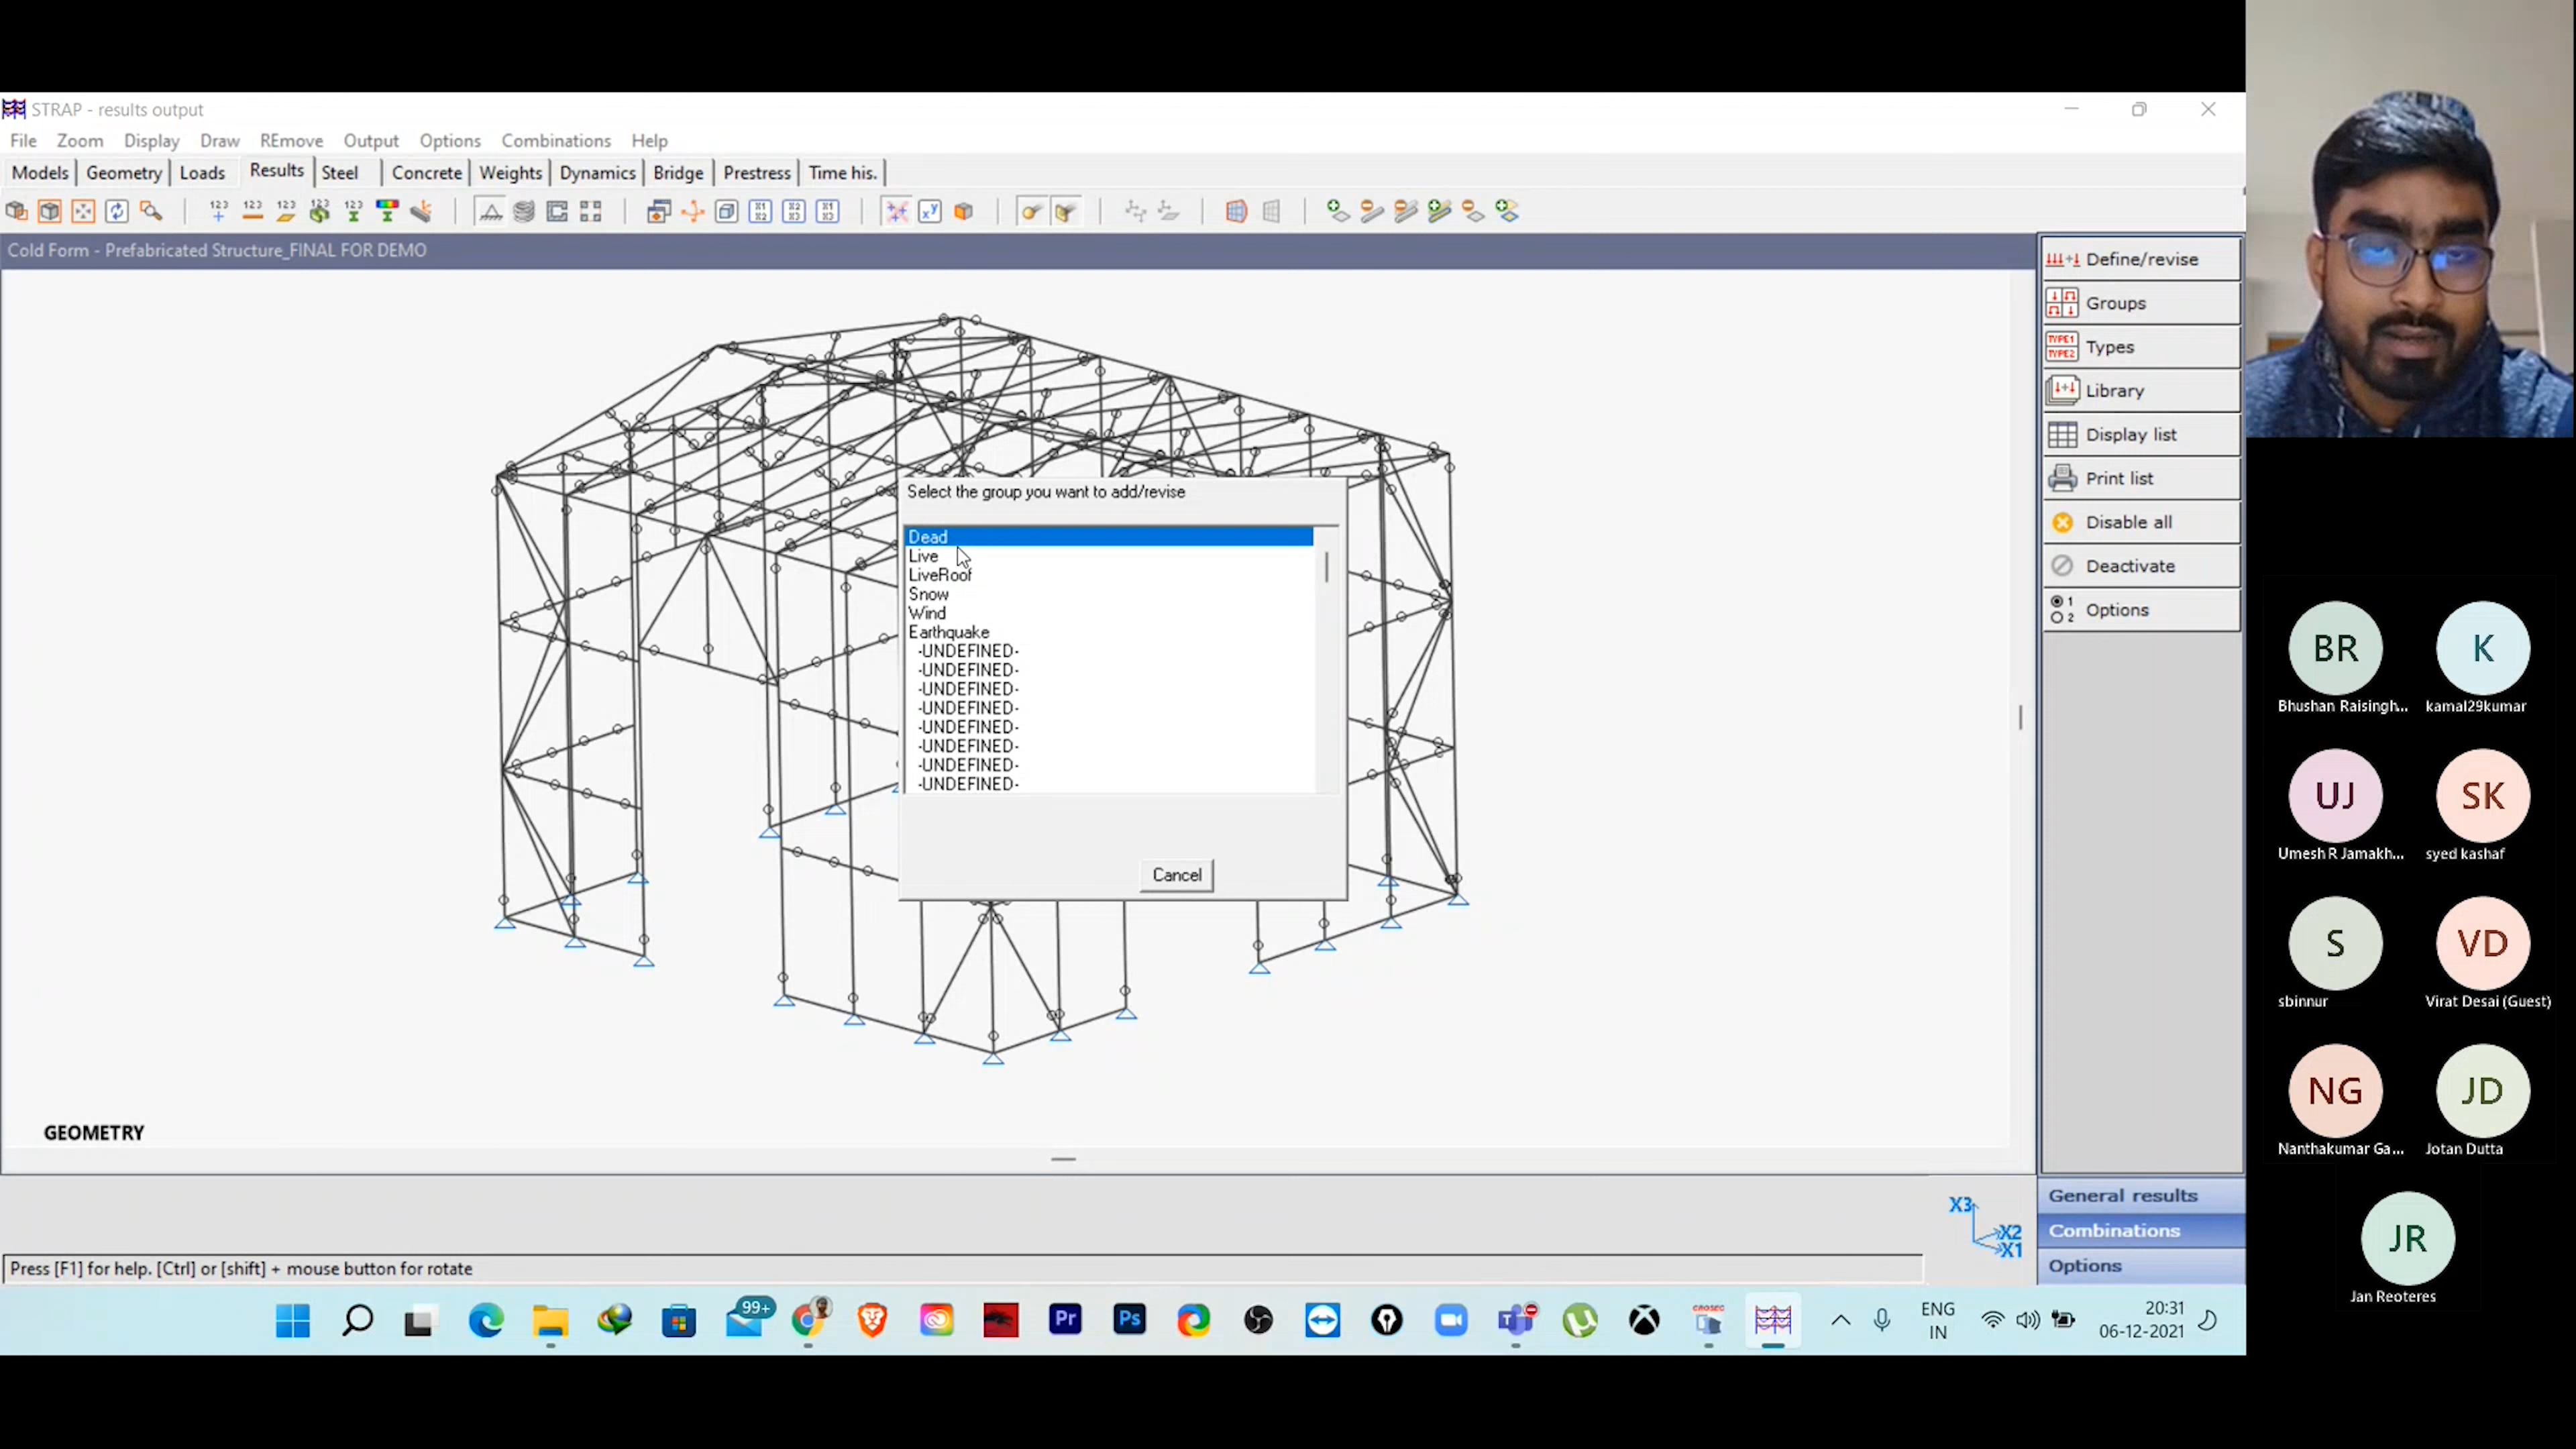 STRAP - results output
File Zoom Display Draw REmove Output Options Combinations Help
Models Geometry Loads Results Steel Concrete Weights Dynamics Bridge Prestress Time his.
Cold Form - Prefabricated Structure_FINAL FOR DEMO
Define/revise
Groups
Types
Library
Display list
Print list
Disable all
Deactivate
Options
Select the group you want to add/revise
Dead
Live
LiveRoof
Snow
Wind
Earthquake
-UNDEFINED-
-UNDEFINED-
-UNDEFINED-
-UNDEFINED-
-UNDEFINED-
-UNDEFINED-
-UNDEFINED-
-UNDEFINED-
Cancel
GEOMETRY
X3
X2
X1
General results
Combinations
Options
Press [F1] for help. [Ctrl] or [shift] + mouse button for rotate
99+
Pr
Ps
CROSEC
ENG
IN
20:31
06-12-2021
BR
Bhushan Raisingh...
K
kamal29kumar
UJ
Umesh R Jamakh...
SK
syed kashaf
S
sbinnur
VD
Virat Desai (Guest)
NG
Nanthakumar Ga...
JD
Jotan Dutta
JR
Jan Reoteres